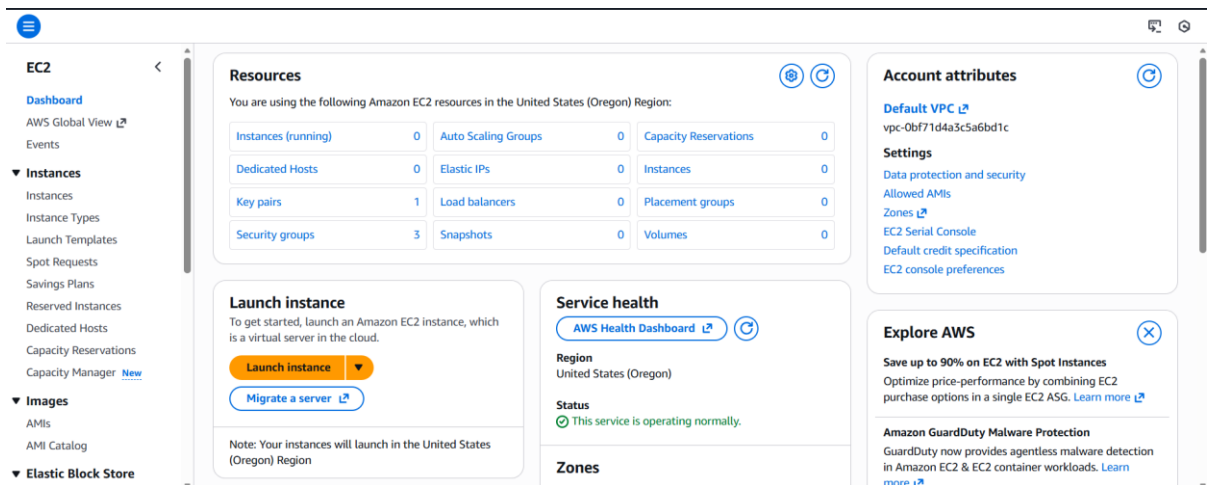 EC2
Dashboard
AWS Global View
Events
Instances
Instances
Instance Types
Launch Templates
Spot Requests
Savings Plans
Reserved Instances
Dedicated Hosts
Capacity Reservations
Capacity Manager New
Images
AMIs
AMI Catalog
Elastic Block Store
Resources
You are using the following Amazon EC2 resources in the United States (Oregon) Region:
Instances (running) 0 Auto Scaling Groups 0 Capacity Reservations 0
Dedicated Hosts 0 Elastic IPs 0 Instances 0
Key pairs 1 Load balancers 0 Placement groups 0
Security groups 3 Snapshots 0 Volumes 0
Launch instance
To get started, launch an Amazon EC2 instance, which
is a virtual server in the cloud.
Launch instance
Migrate a server
Note: Your instances will launch in the United States
(Oregon) Region
Service health
AWS Health Dashboard
Region
United States (Oregon)
Status
This service is operating normally.
Zones
Account attributes
Default VPC
vpc-0bf71d4a3c5a6bd1c
Settings
Data protection and security
Allowed AMIs
Zones
EC2 Serial Console
Default credit specification
EC2 console preferences
Explore AWS
Save up to 90% on EC2 with Spot Instances
Optimize price-performance by combining EC2
purchase options in a single EC2 ASG. Learn more
Amazon GuardDuty Malware Protection
GuardDuty now provides agentless malware detection
in Amazon EC2 & EC2 container workloads. Learn
more